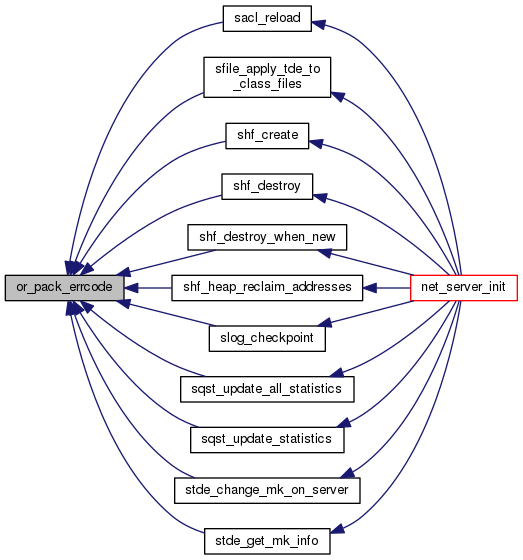 sacl_reload
sfile_apply_tde_to
_class_files
shf_create
shf_destroy
shf_destroy_when_new
or_pack_errcode
shf_heap_reclaim_addresses
net_server_init
slog_checkpoint
sqst_update_all_statistics
sqst_update_statistics
stde_change_mk_on_server
stde_get_mk_info